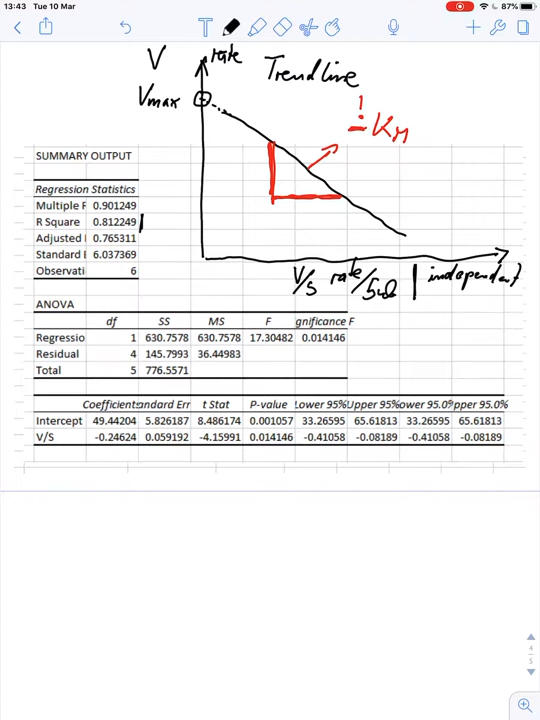 13:43 Tue 10 Mar
87%
T
V
rate
Trendline
Vmax
!
- KM
V/S rate/Sub | independent
SUMMARY OUTPUT
Regression Statistics
Multiple F 0.901249
R Square 0.812249
Adjusted I 0.765311
Standard E 6.037369
Observati 6
ANOVA
df SS MS F gnificance F
Regressio 1 630.7578 630.7578 17.30482 0.014146
Residual 4 145.7993 36.44983
Total 5 776.5571
Coefficients andard Err t Stat P-value Lower 95% Upper 95% ower 95.0% pper 95.0%
Intercept 49.44204 5.826187 8.486174 0.001057 33.26595 65.61813 33.26595 65.61813
V/S -0.24624 0.059192 -4.15991 0.014146 -0.41058 -0.08189 -0.41058 -0.08189
4
5